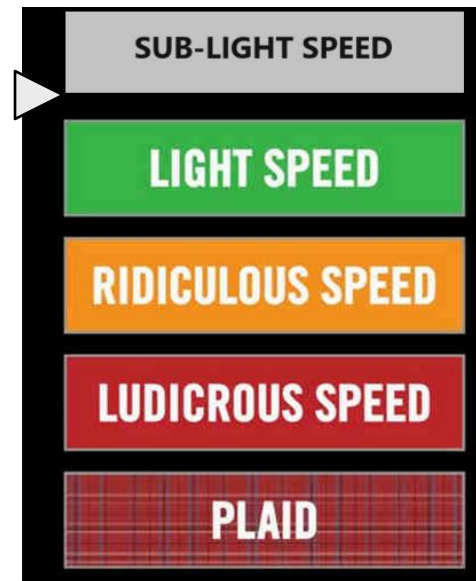 SUB-LIGHT SPEED
LIGHT SPEED
RIDICULOUS SPEED
LUDICROUS SPEED
PLAID